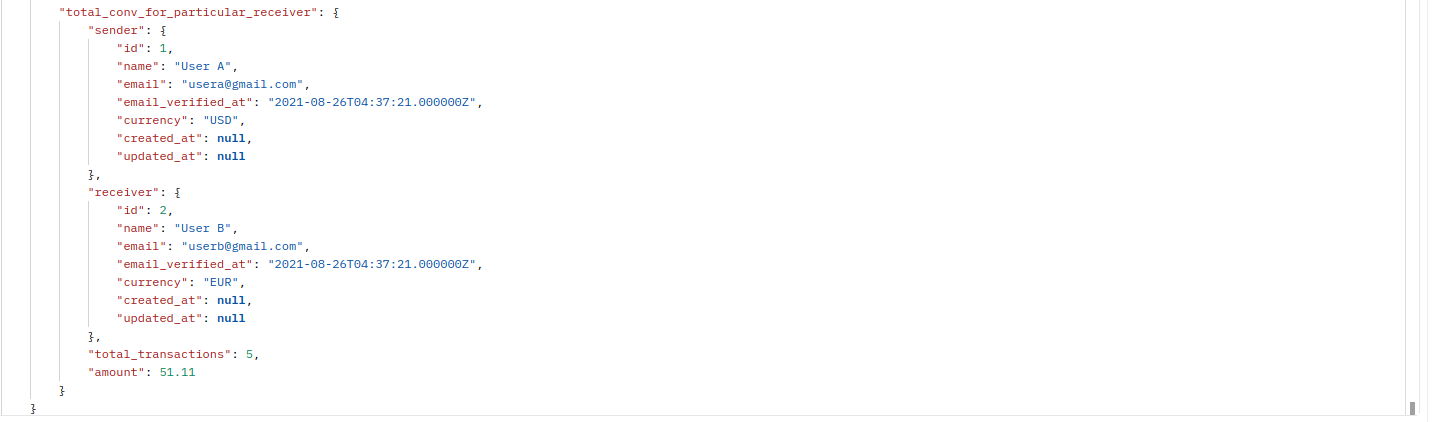 "total_conv_for_particular_receiver": {
"sender": {
"id": 1,
"name": "User A",
"email": "usera@gmail.com",
"email_verified_at": "2021-08-26T04:37:21.000000Z",
"currency": "USD",
"created_at": null,
"updated_at": null
},
"receiver": {
"id": 2,
"name": "User B",
"email": "userb@gmail.com",
"email_verified_at": "2021-08-26T04:37:21.000000Z",
"currency": "EUR",
"created_at": null,
"updated_at": null
},
"total_transactions": 5,
"amount": 51.11
}
}